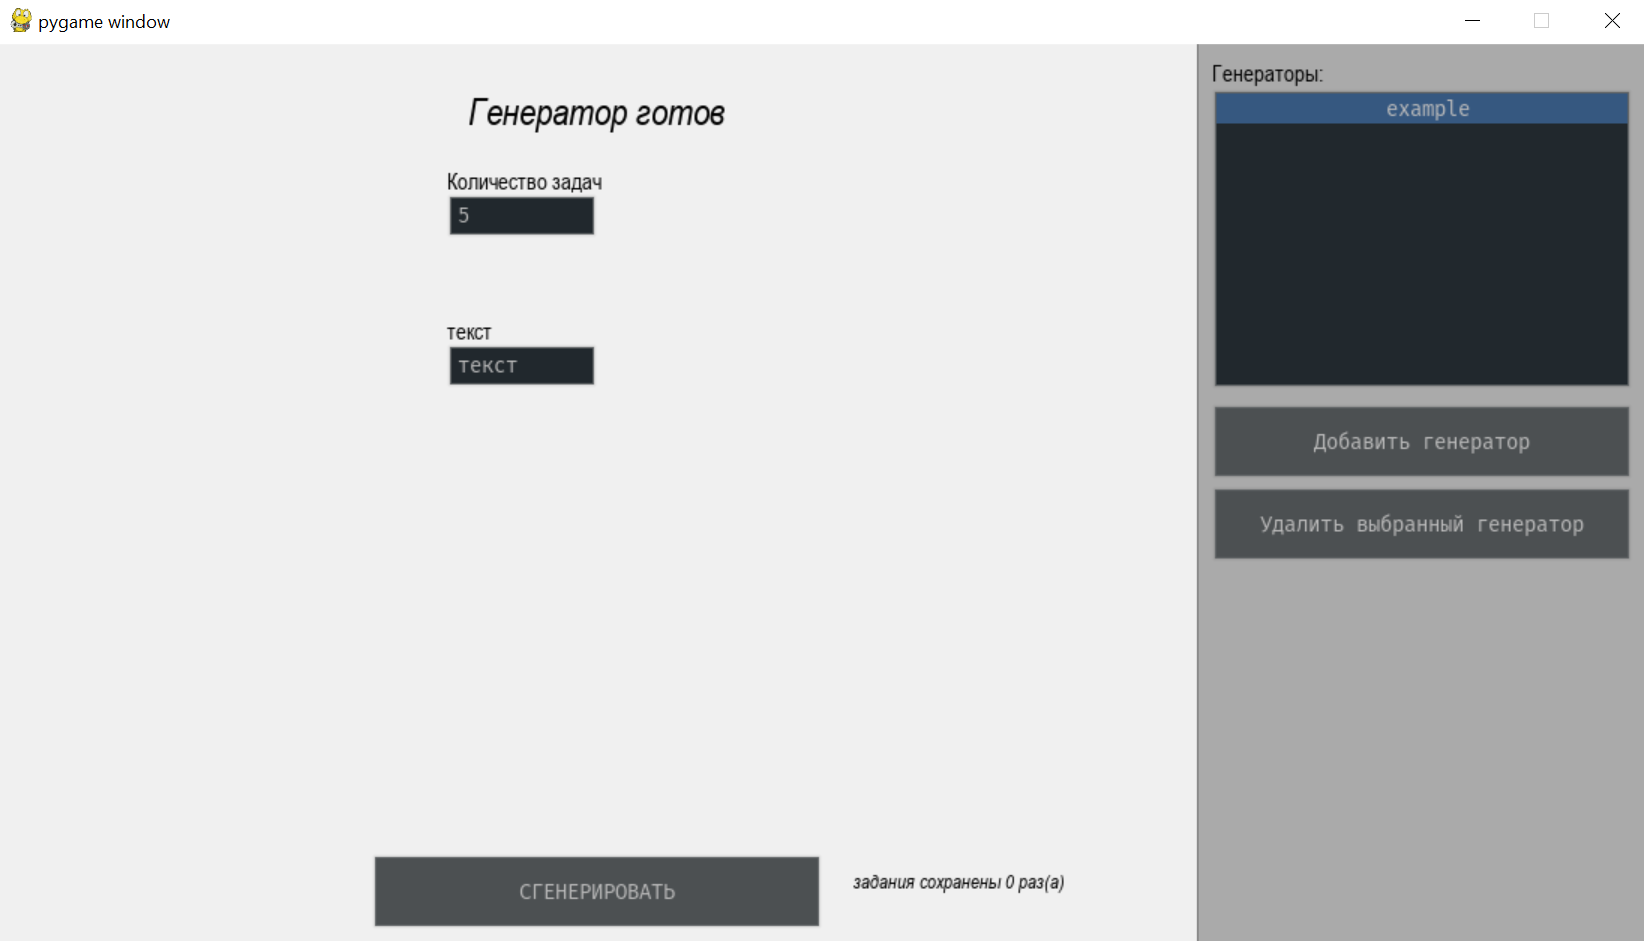 pygame window
Генератор готов
Количество задач
5
текст
текст
СГЕНЕРИРОВАТЬ
задания сохранены 0 раз(а)
Генераторы:
example
Добавить генератор
Удалить выбранный генератор